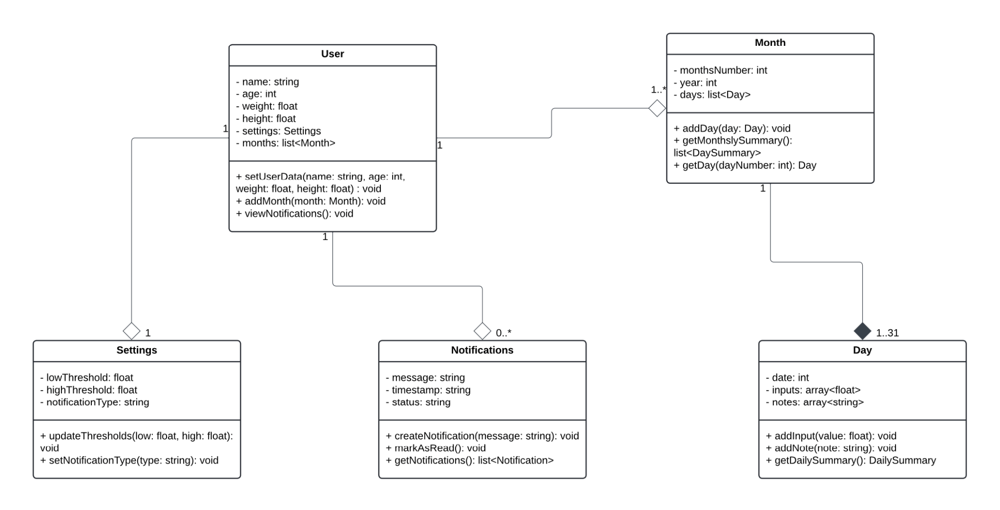 User
- name: string
- age: int
- weight: float
- height: float
- settings: Settings
- months: list<Month>
+ setUserData(name: string, age: int,
weight: float, height: float) : void
+ addMonth(month: Month): void
+ viewNotifications(): void
1
1
1
Month
- monthsNumber: int
- year: int
- days: list<Day>
+ addDay(day: Day): void
+ getMonthslySummary():
list<DaySummary>
+ getDay(dayNumber: int): Day
1..*
1
Settings
- lowThreshold: float
- highThreshold: float
- notificationType: string
+ updateThresholds(low: float, high: float):
void
+ setNotificationType(type: string): void
1
Notifications
- message: string
- timestamp: string
- status: string
+ createNotification(message: string): void
+ markAsRead(): void
+ getNotifications(): list<Notification>
0..*
Day
- date: int
- inputs: array<float>
- notes: array<string>
+ addInput(value: float): void
+ addNote(note: string): void
+ getDailySummary(): DailySummary
1..31